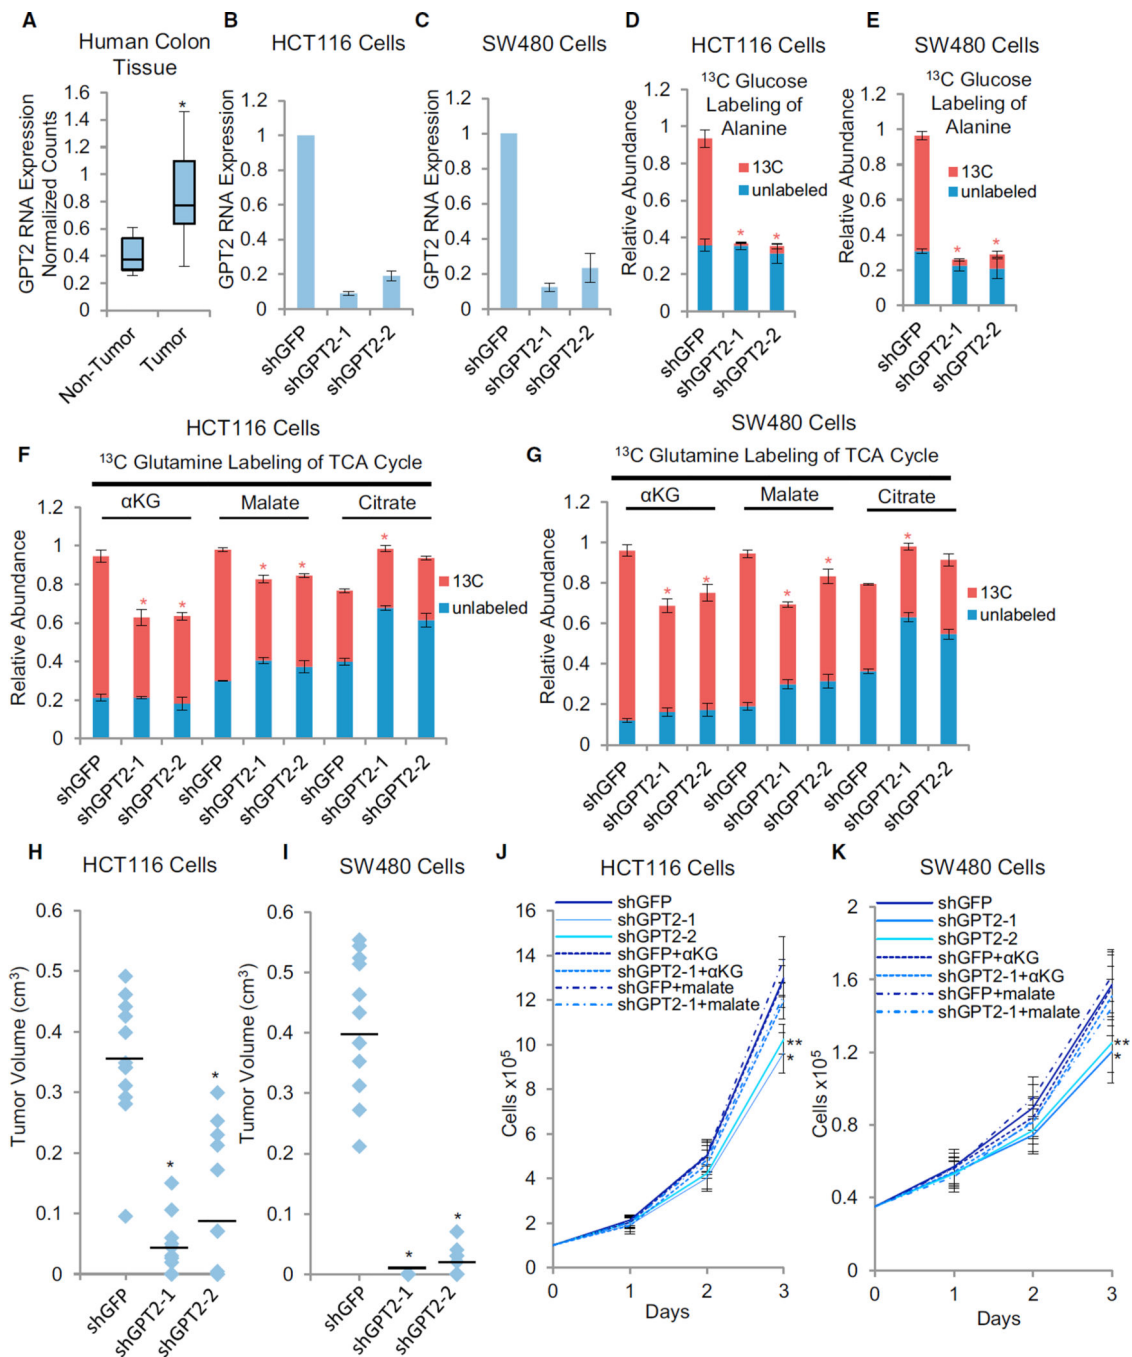 A
Human Colon
Tissue
GPT2 RNA Expression
Normalized Counts
1.6
1.4
1.2
1
0.8
0.6
0.4
0.2
0
*
Non-Tumor
Tumor
B
HCT116 Cells
GPT2 RNA Expression
1.2
1
0.8
0.6
0.4
0.2
0
shGFP
shGPT2-1
shGPT2-2
C
SW480 Cells
GPT2 RNA Expression
1.2
1
0.8
0.6
0.4
0.2
0
shGFP
shGPT2-1
shGPT2-2
D
HCT116 Cells
13C Glucose
Labeling of
Alanine
Relative Abundance
1.2
1
0.8
0.6
0.4
0.2
0
13C
unlabeled
* *
shGFP
shGPT2-1
shGPT2-2
E
SW480 Cells
13C Glucose
Labeling of
Alanine
Relative Abundance
1.2
1
0.8
0.6
0.4
0.2
0
13C
unlabeled
* *
shGFP
shGPT2-1
shGPT2-2
F
HCT116 Cells
13C Glutamine Labeling of TCA Cycle
αKG Malate Citrate
Relative Abundance
1.2
1
0.8
0.6
0.4
0.2
0
* * * * *
13C
unlabeled
shGFP
shGPT2-1
shGPT2-2
shGFP
shGPT2-1
shGPT2-2
shGFP
shGPT2-1
shGPT2-2
G
SW480 Cells
13C Glutamine Labeling of TCA Cycle
αKG Malate Citrate
Relative Abundance
1.2
1
0.8
0.6
0.4
0.2
0
* * * * *
13C
unlabeled
shGFP
shGPT2-1
shGPT2-2
shGFP
shGPT2-1
shGPT2-2
shGFP
shGPT2-1
shGPT2-2
H
HCT116 Cells
Tumor Volume (cm3)
0.6
0.5
0.4
0.3
0.2
0.1
0
* *
shGFP
shGPT2-1
shGPT2-2
I
SW480 Cells
Tumor Volume (cm3)
0.6
0.5
0.4
0.3
0.2
0.1
0
* *
shGFP
shGPT2-1
shGPT2-2
J
HCT116 Cells
16
14
12
10
8
6
4
2
0
Cells x105
shGFP
shGPT2-1
shGPT2-2
shGFP+αKG
shGPT2-1+αKG
shGFP+malate
shGPT2-1+malate
**
*
0 1 2 3
Days
K
SW480 Cells
2
1.6
1.2
0.8
0.4
0
Cells x105
shGFP
shGPT2-1
shGPT2-2
shGFP+αKG
shGPT2-1+αKG
shGFP+malate
shGPT2-1+malate
**
*
0 1 2 3
Days